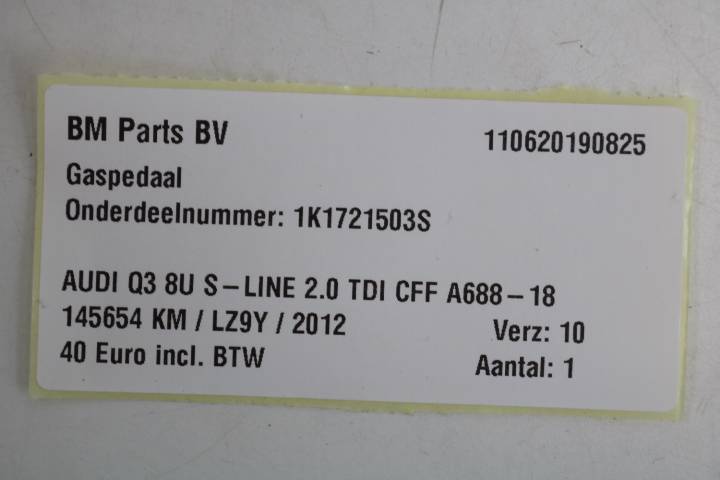 BM Parts BV 110620190825
Gaspedaal
Onderdeelnummer: 1K1721503S
AUDI Q3 8U S-LINE 2.0 TDI CFF A688-18
145654 KM / LZ9Y / 2012 Verz: 10
40 Euro incl. BTW Aantal: 1